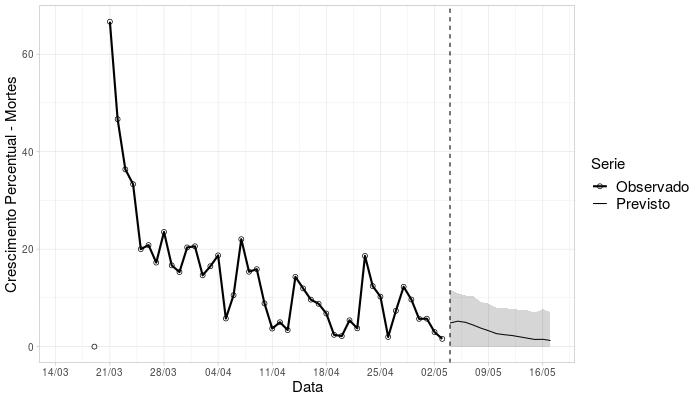 Crescimento Percentual - Mortes
60
40
20
0
14/03 21/03 28/03 04/04 11/04 18/04 25/04 02/05 09/05 16/05
Data
Serie
Observado
Previsto